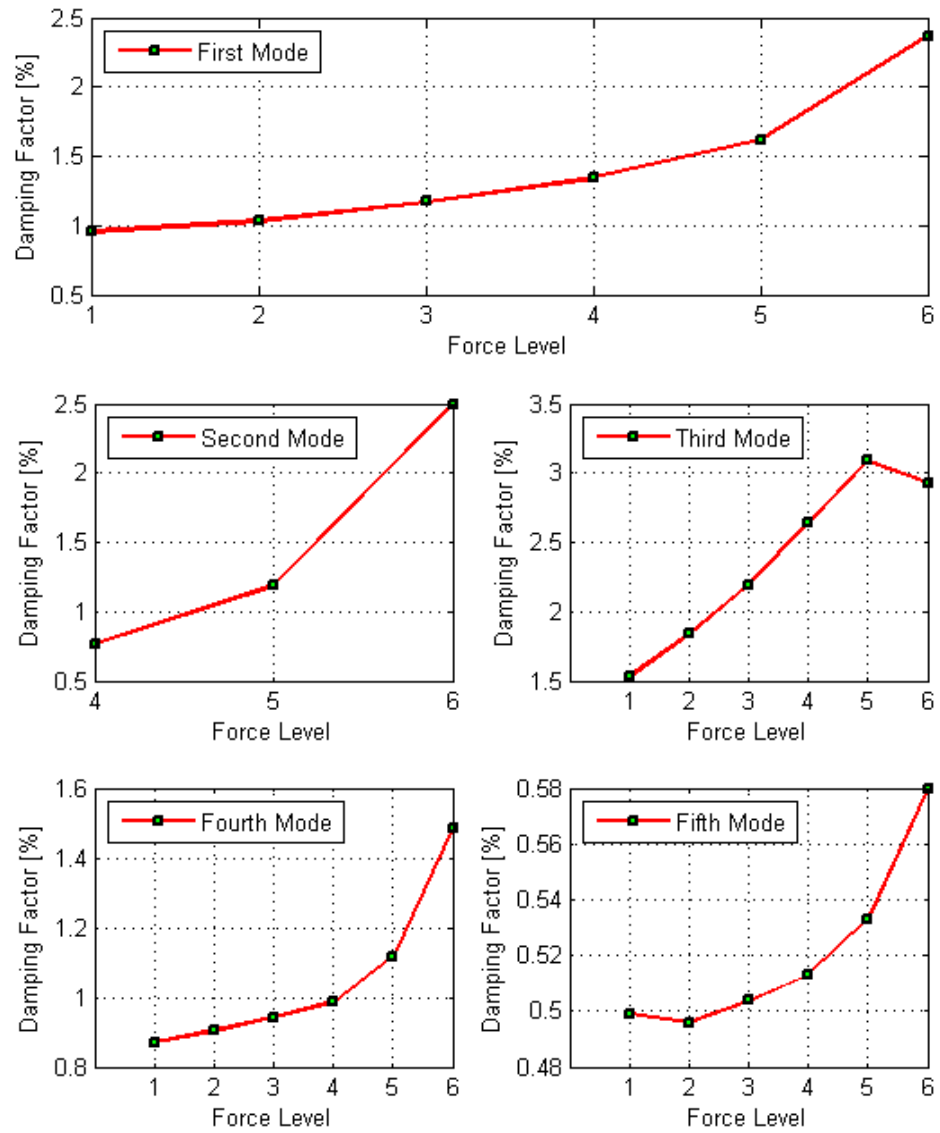 2.5
First Mode
2
1.5
1
0.5
Damping Factor [%]
1 2 3 4 5 6
Force Level
2.5
Second Mode
2
1.5
1
0.5
Damping Factor [%]
4 5 6
Force Level
3.5
Third Mode
3
2.5
2
1.5
Damping Factor [%]
1 2 3 4 5 6
Force Level
1.6
Fourth Mode
1.4
1.2
1
0.8
Damping Factor [%]
1 2 3 4 5 6
Force Level
0.58
Fifth Mode
0.56
0.54
0.52
0.5
0.48
Damping Factor [%]
1 2 3 4 5 6
Force Level